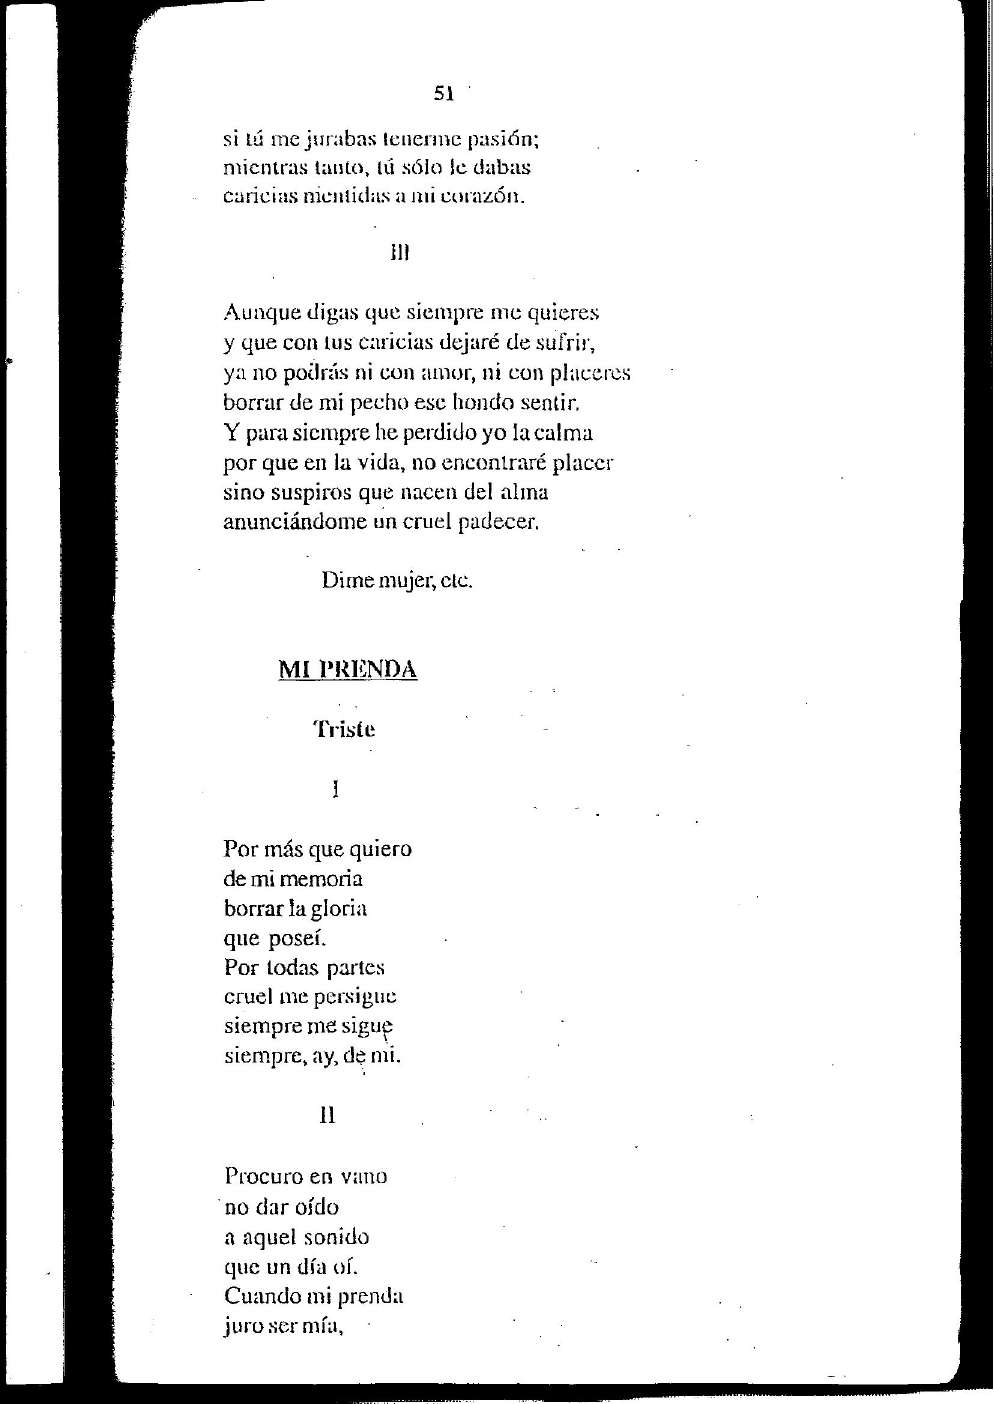 51
si tú me jurabas tenerme pasión;
mientras tanto, tú sólo le dabas
caricias mentidas a mi corazón.
III
Aunque digas que siempre me quieres
y que con tus caricias dejaré de sufrir,
ya no podrás ni con amor, ni con placeres
borrar de mi pecho ese hondo sentir.
Y para siempre he perdido yo la calma
por que en la vida, no encontraré placer
sino suspiros que nacen del alma
anunciándome un cruel padecer.
Dime mujer, etc.
MI PRENDA
Triste
I
Por más que quiero
de mi memoria
borrar la gloria
que poseí.
Por todas partes
cruel me persigue
siempre me sigue
siempre, ay, de mi.
II
Procuro en vano
no dar oído
a aquel sonido
que un día oí.
Cuando mi prenda
juro ser mía,